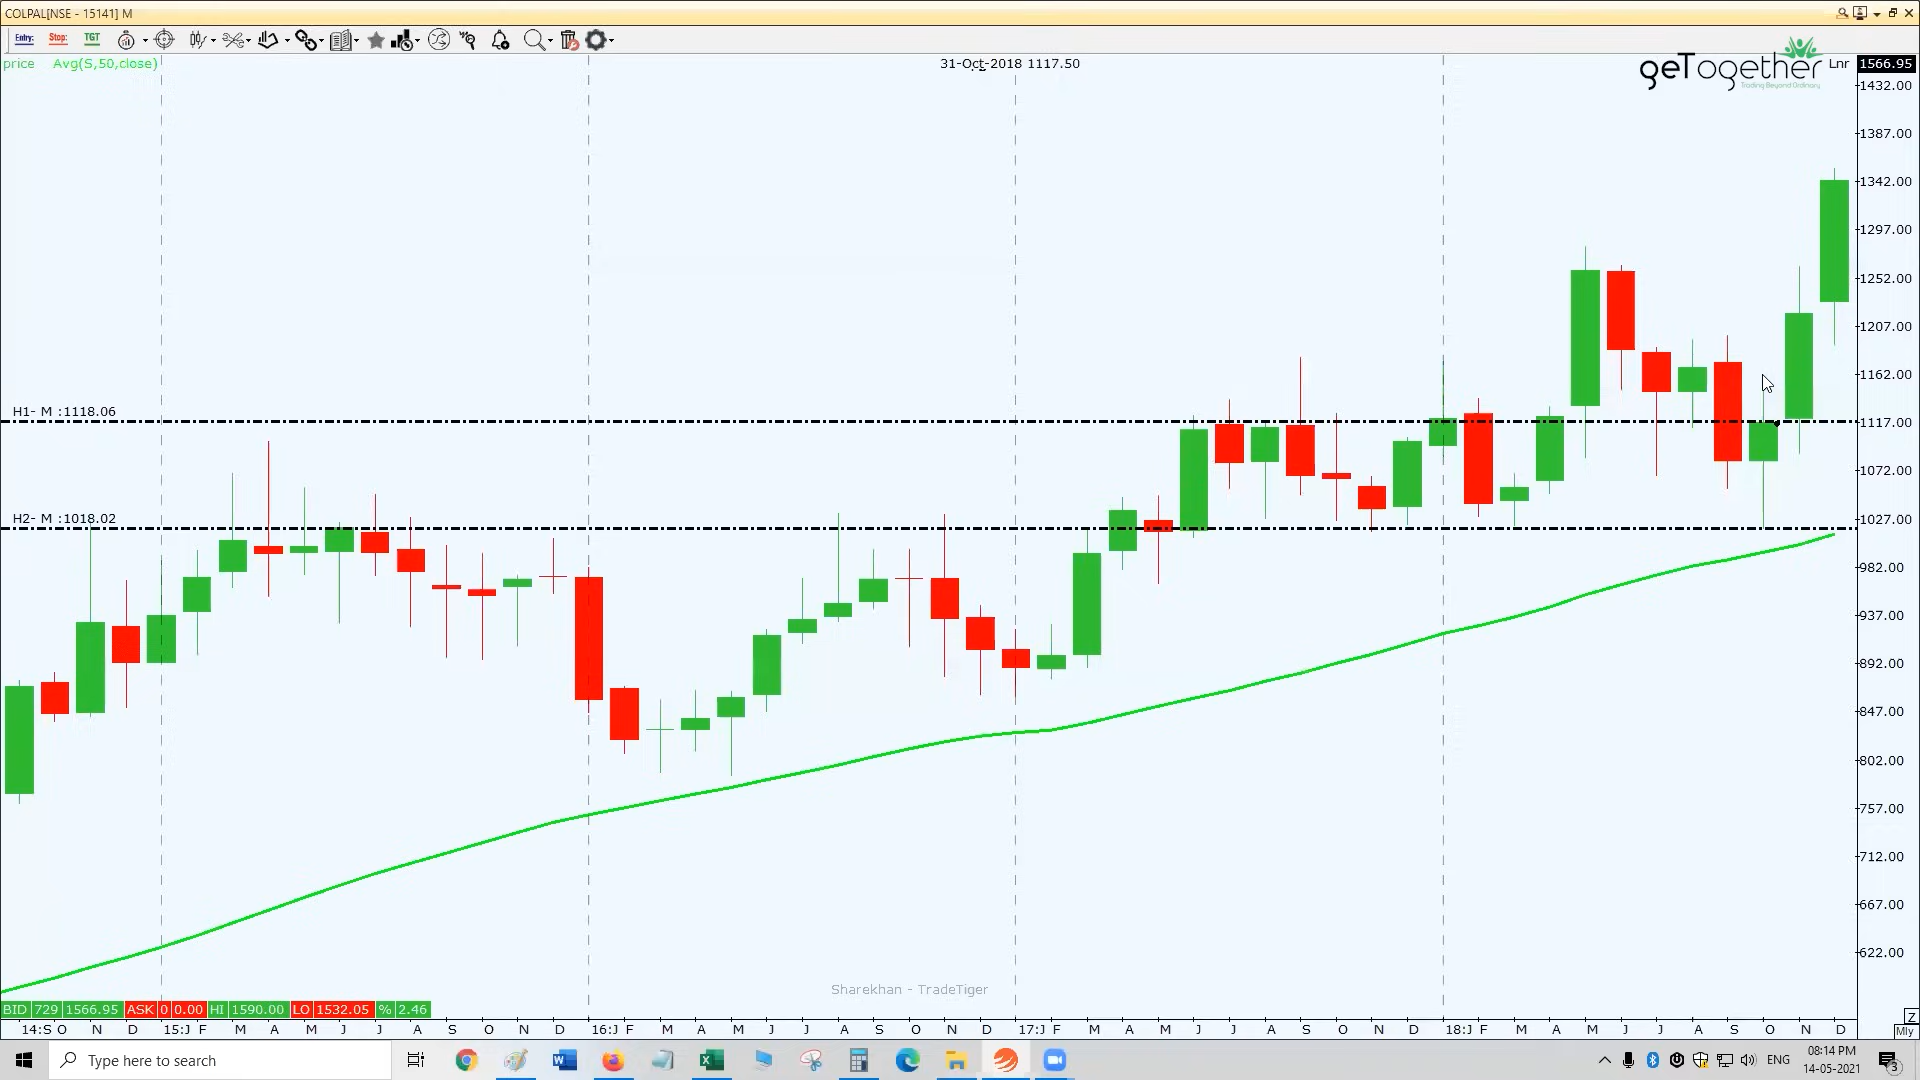 COLPAL[NSE - 15141] M
Entry: Stop: TGT
price Avg(S,50,close)
31-Oct-2018 1117.50
geTogether
Trading Beyond Ordinary
Lnr 1566.95
1432.00
1387.00
1342.00
1297.00
1252.00
1207.00
1162.00
H1- M :1118.06
1117.00
1072.00
H2- M :1018.02
1027.00
982.00
937.00
892.00
847.00
802.00
757.00
712.00
667.00
622.00
Sharekhan - TradeTiger
BID 729 1566.95 ASK 0 0.00 HI 1590.00 LO 1532.05 % 2.46
Z
14:S O N D 15:J F M A M J J A S O N D 16:J F M A M J J A S O N D 17:J F M A M J J A S O N D 18:J F M A M J J A S O N D
Mly
Type here to search
ENG
08:14 PM
14-05-2021
3